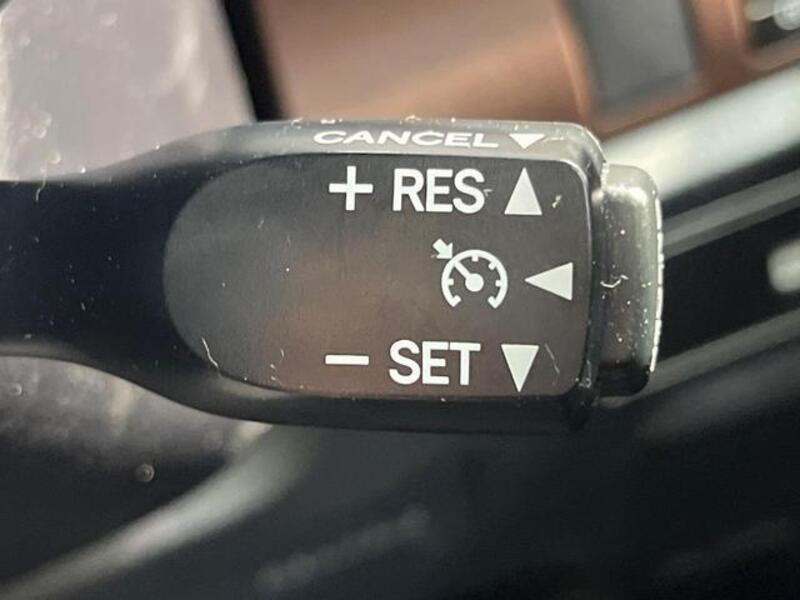 CANCEL ▼
+ RES ▲
◀
− SET ▼